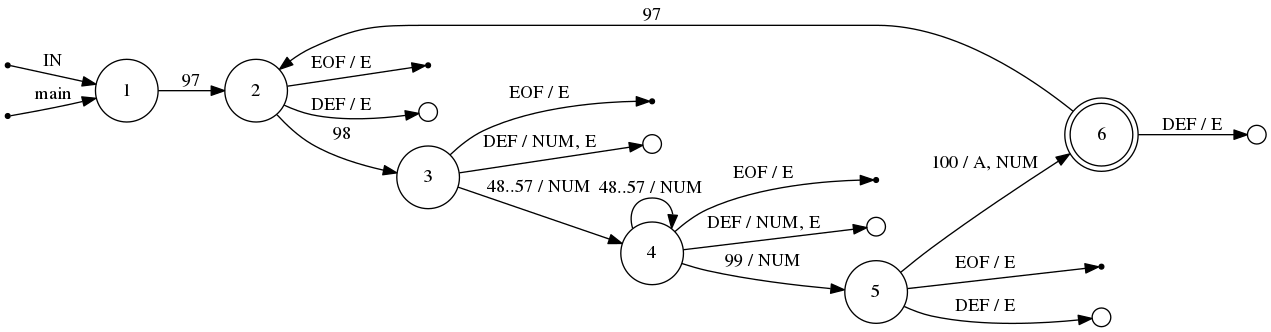 97
IN
main
1
97
2
EOF / E
DEF / E
98
3
EOF / E
DEF / NUM, E
48..57 / NUM
48..57 / NUM
4
EOF / E
DEF / NUM, E
99 / NUM
5
100 / A, NUM
EOF / E
DEF / E
6
DEF / E